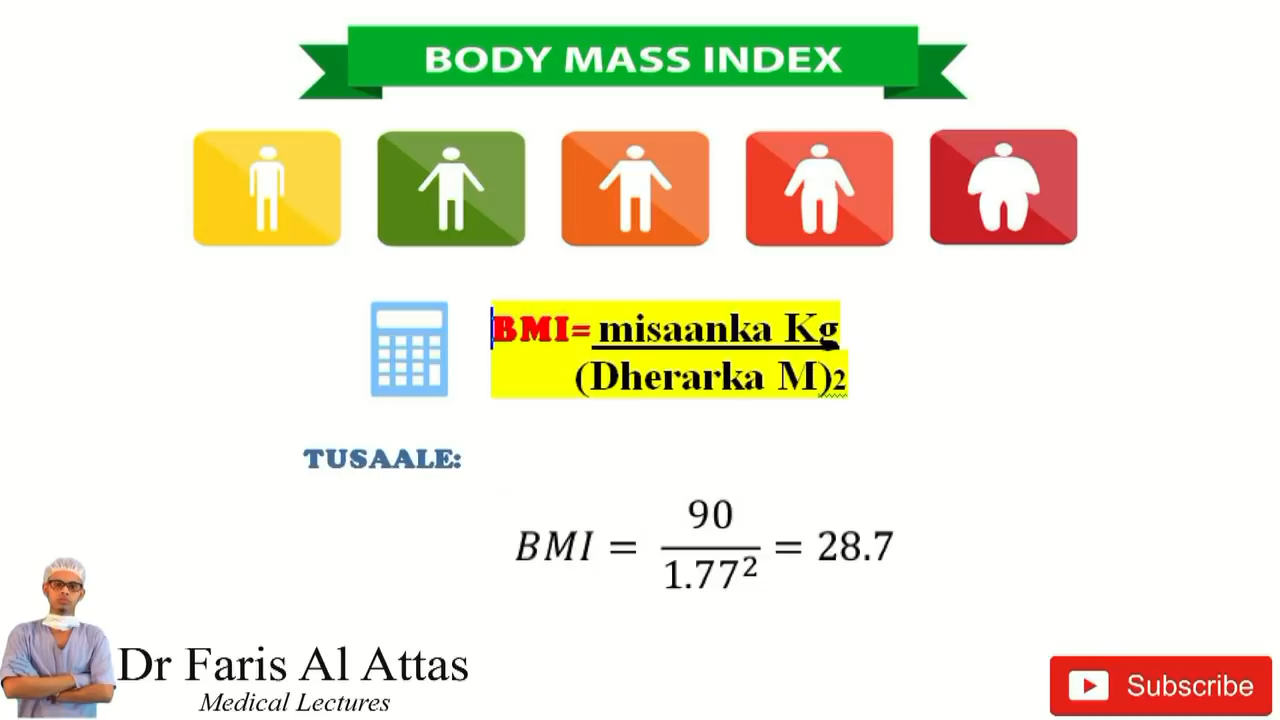 BODY MASS INDEX
BMI= misaanka Kg
(Dherarka M)2
TUSAALE:
BMI = 90 / 1.77² = 28.7
Dr Faris Al Attas
Medical Lectures
Subscribe